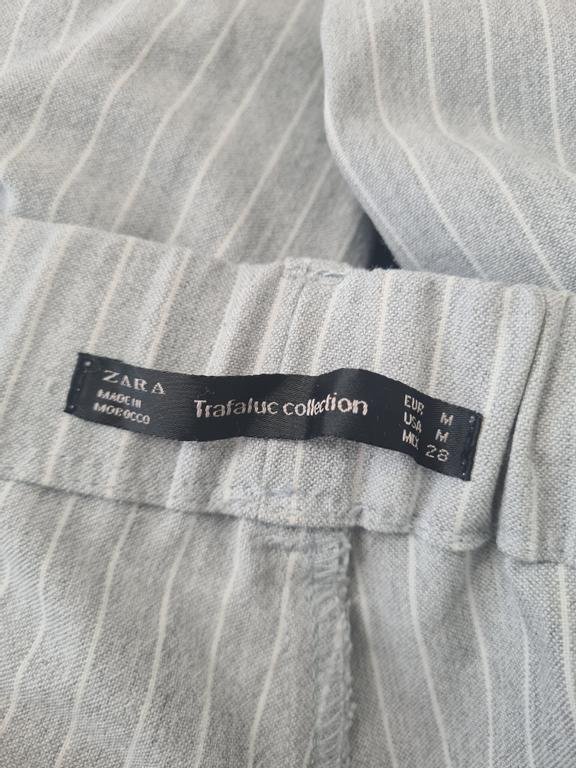 ZARA
MADE IN
MOROCCO
Trafaluc collection
EUR M
USA M
MEX 28